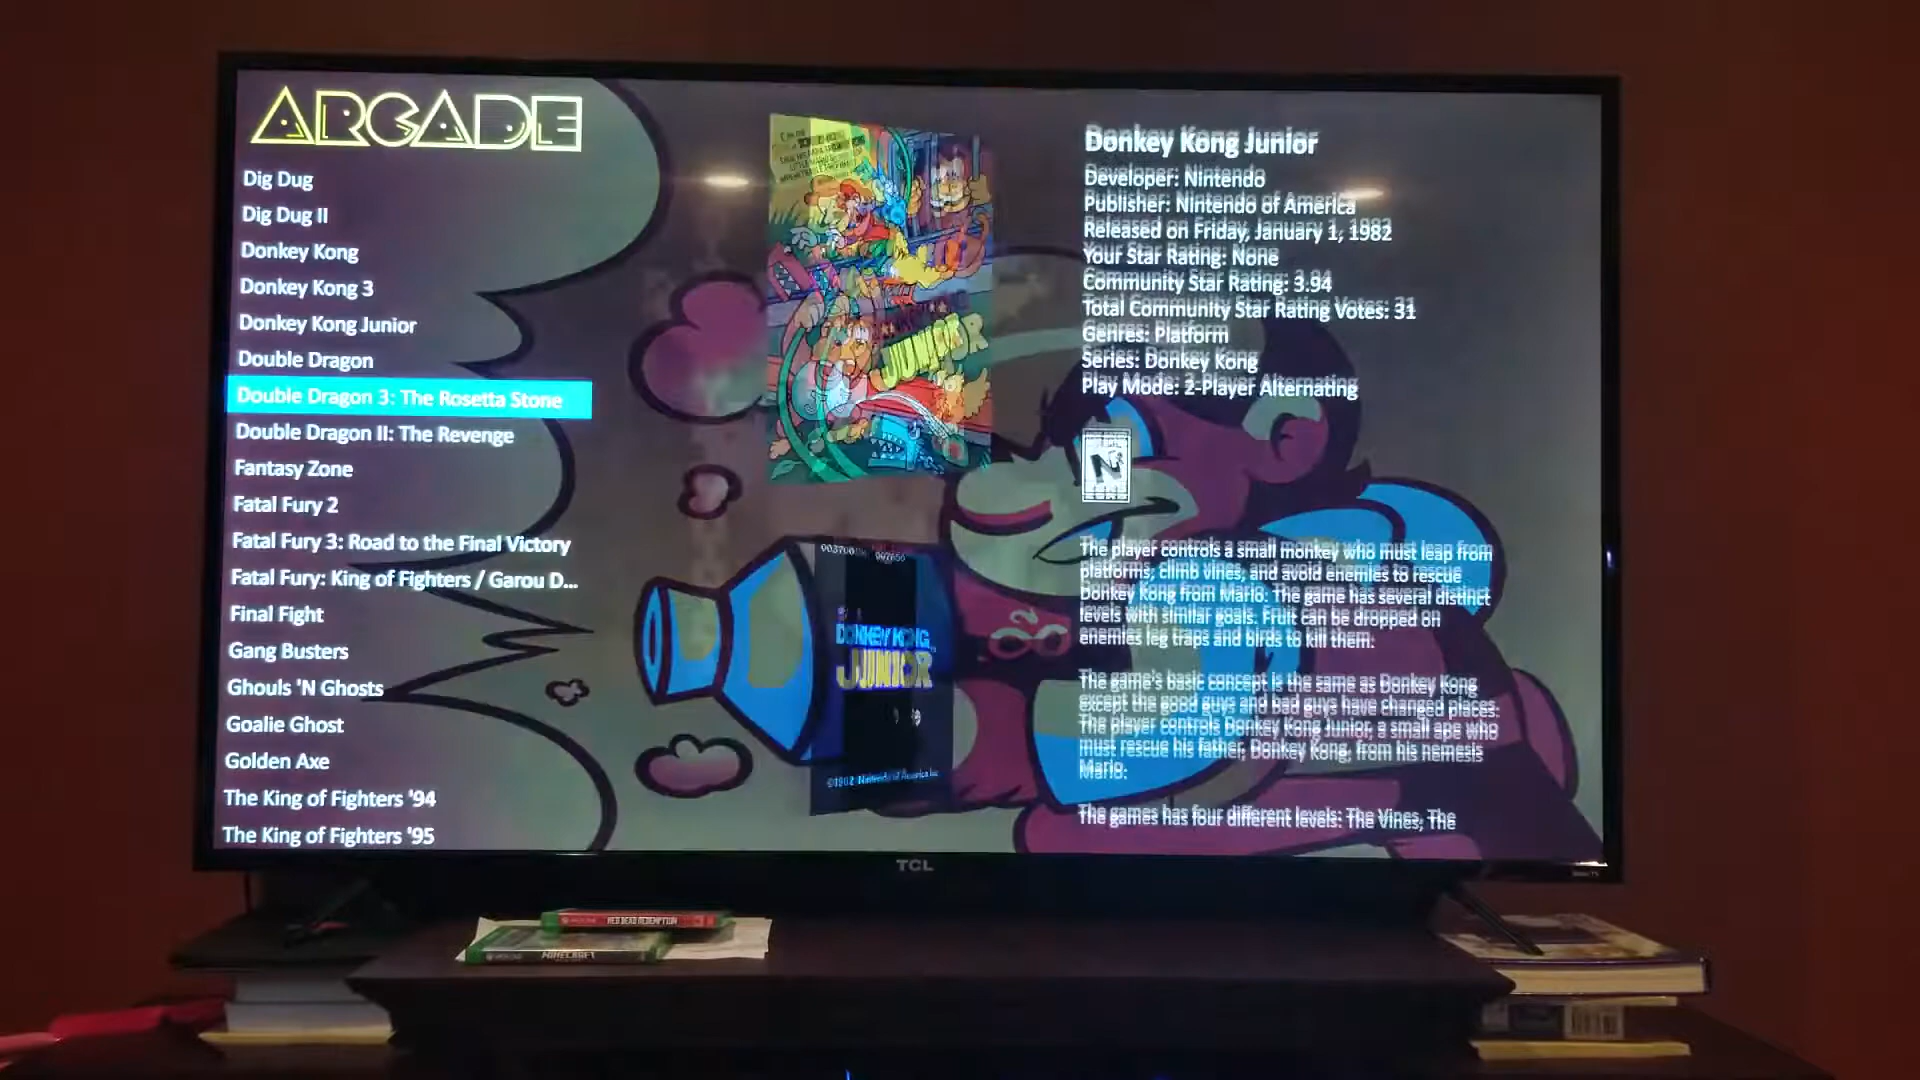 ARCADE
Dig Dug
Dig Dug II
Donkey Kong
Donkey Kong 3
Donkey Kong Junior
Double Dragon
Double Dragon 3: The Rosetta Stone
Double Dragon II: The Revenge
Fantasy Zone
Fatal Fury 2
Fatal Fury 3: Road to the Final Victory
Fatal Fury: King of Fighters / Garou D...
Final Fight
Gang Busters
Ghouls 'N Ghosts
Goalie Ghost
Golden Axe
The King of Fighters '94
The King of Fighters '95
JUNIOR
DONKEY KONG
JUNIOR
©1982 Nintendo of America Inc
Donkey Kong Junior
Developer: Nintendo
Publisher: Nintendo of America
Released on Friday, January 1, 1982
Your Star Rating: None
Community Star Rating: 3.94
Total Community Star Rating Votes: 31
Genres: Platform
Series: Donkey Kong
Play Mode: 2-Player Alternating
The player controls a small monkey who must leap from
platforms, climb vines, and avoid enemies to rescue
Donkey Kong from Mario. The game has several distinct
levels with similar goals. Fruit can be dropped on
enemies leg traps and birds to kill them.
The game's basic concept is the same as Donkey Kong
except the good guys and bad guys have changed places.
The player controls Donkey Kong Junior, a small ape who
must rescue his father, Donkey Kong, from his nemesis
Mario.
The games has four different levels: The Vines, The
TCL
RED DEAD REDEMPTION
MINECRAFT